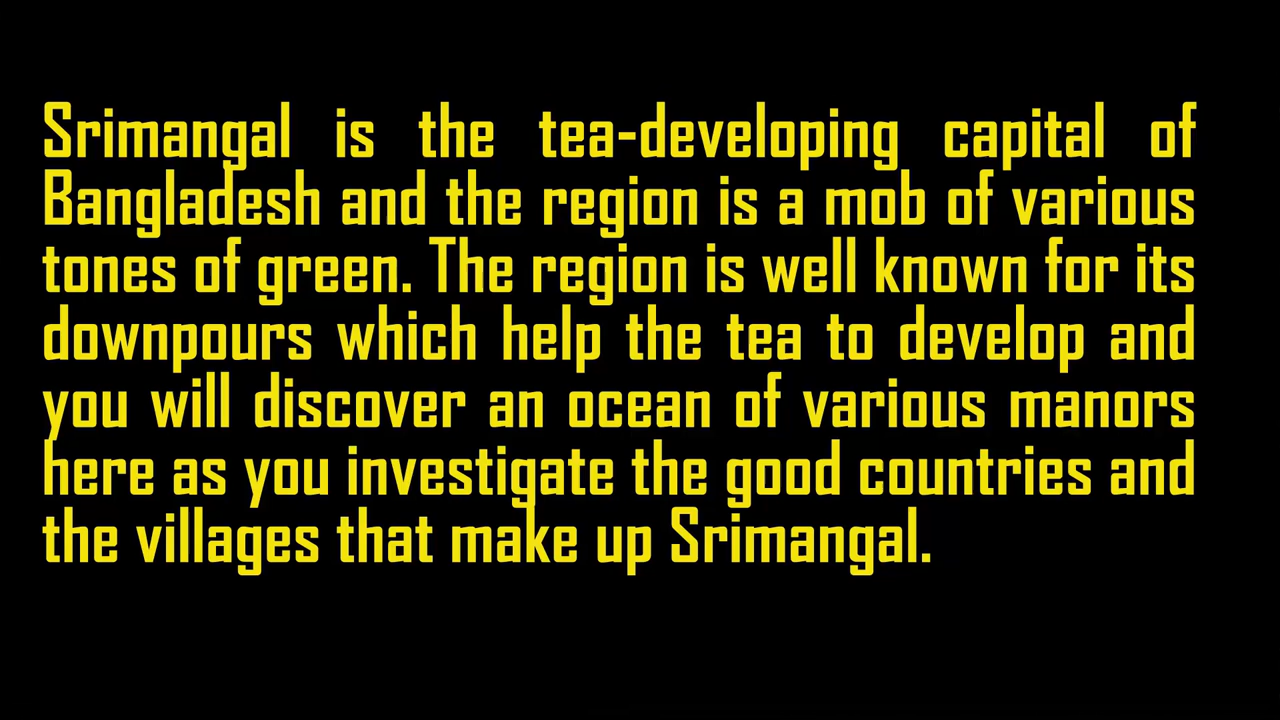 Srimangal is the tea-developing capital of
Bangladesh and the region is a mob of various
tones of green. The region is well known for its
downpours which help the tea to develop and
you will discover an ocean of various manors
here as you investigate the good countries and
the villages that make up Srimangal.